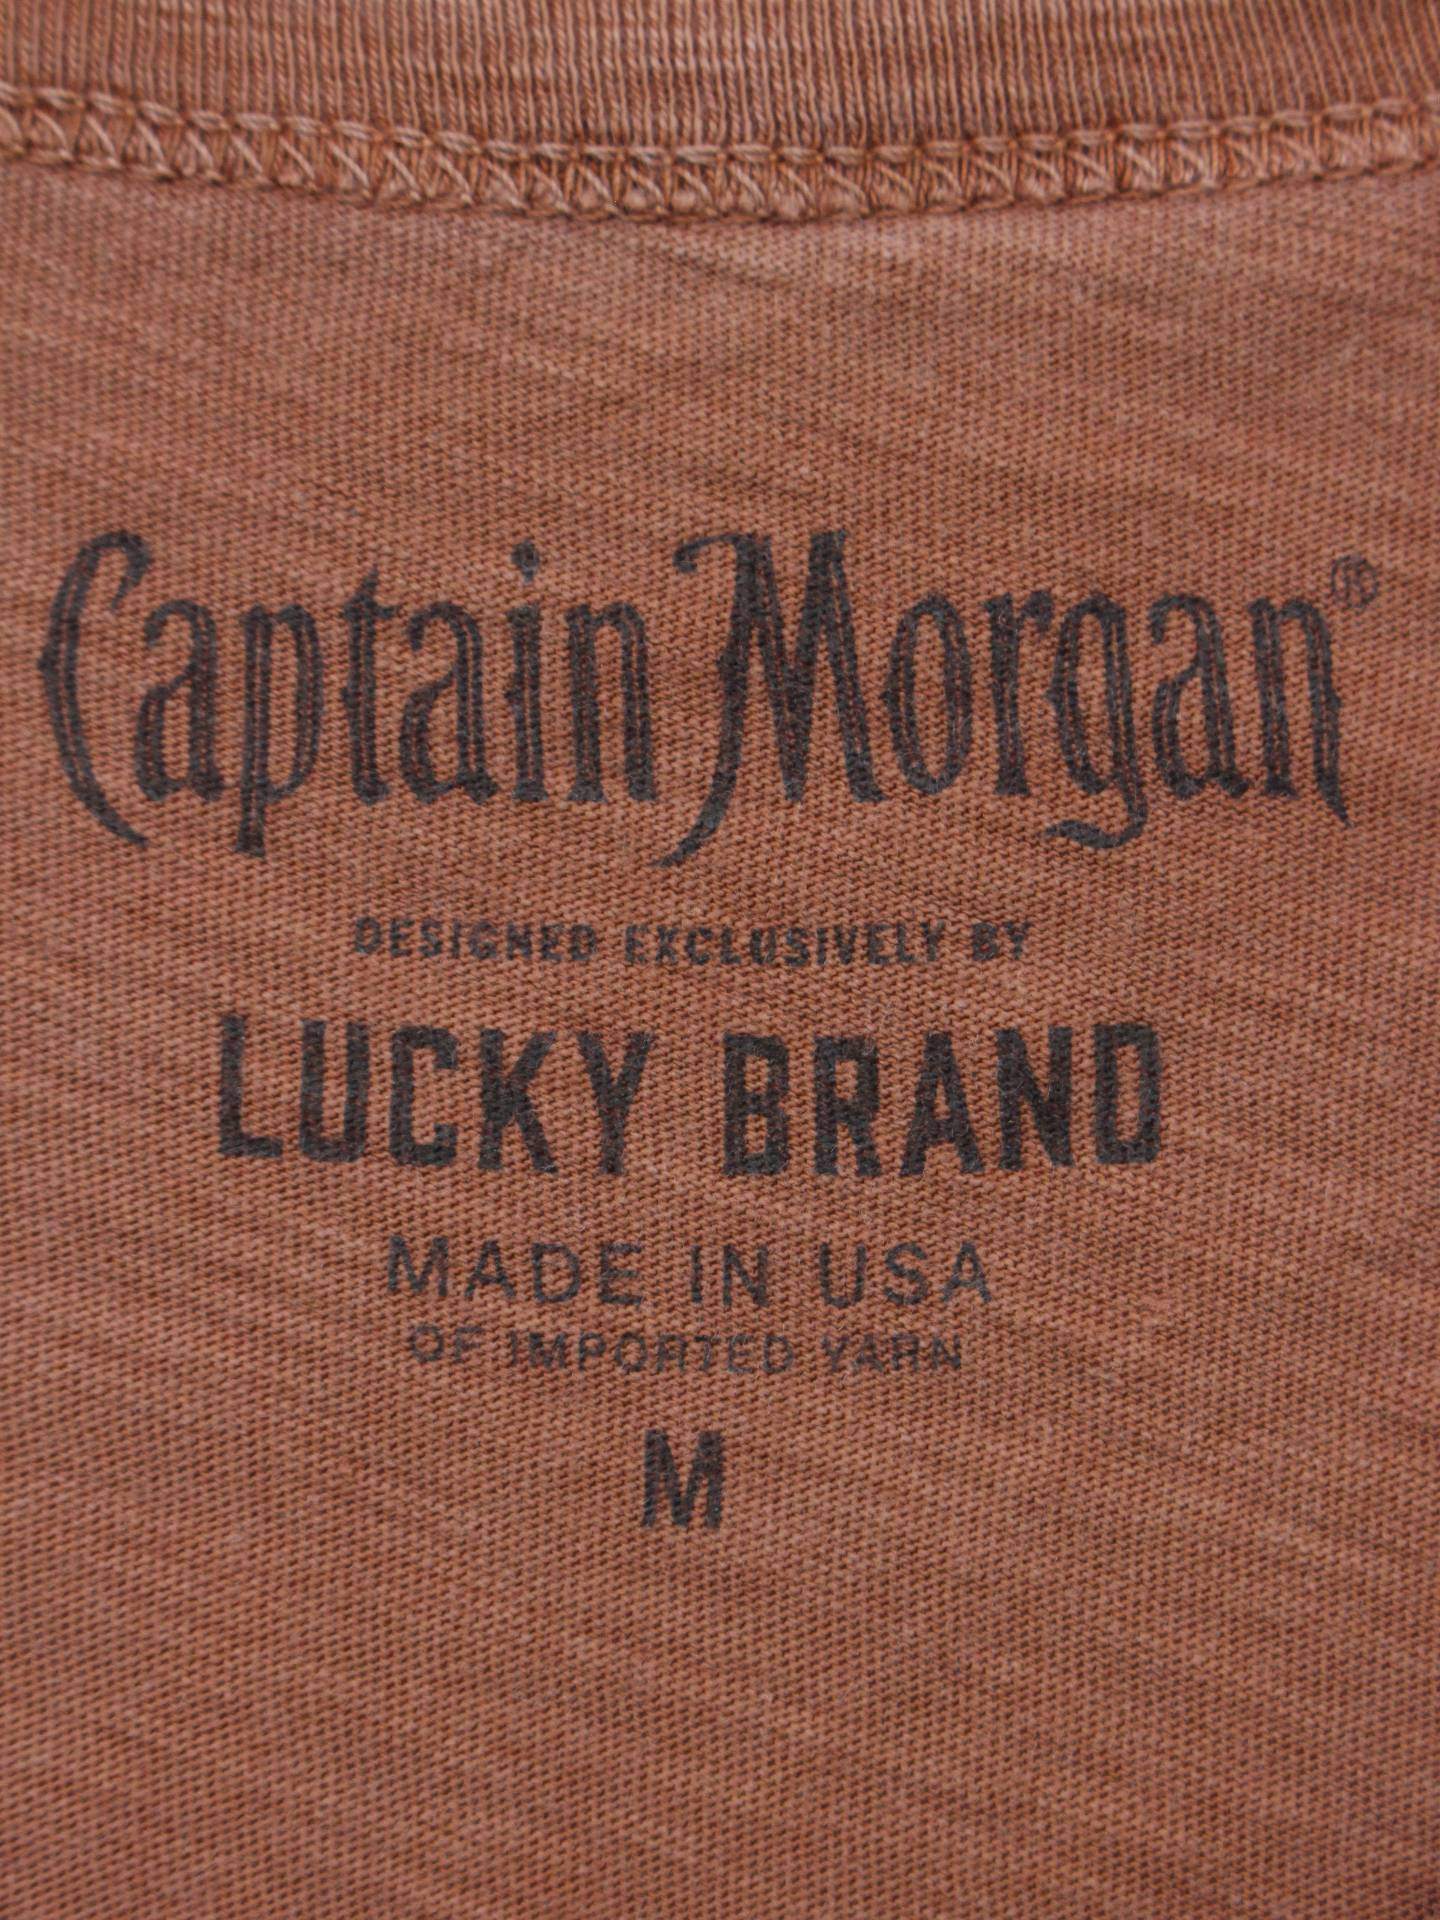 Captain Morgan®
DESIGNED EXCLUSIVELY BY
LUCKY BRAND
MADE IN USA
OF IMPORTED YARN
M